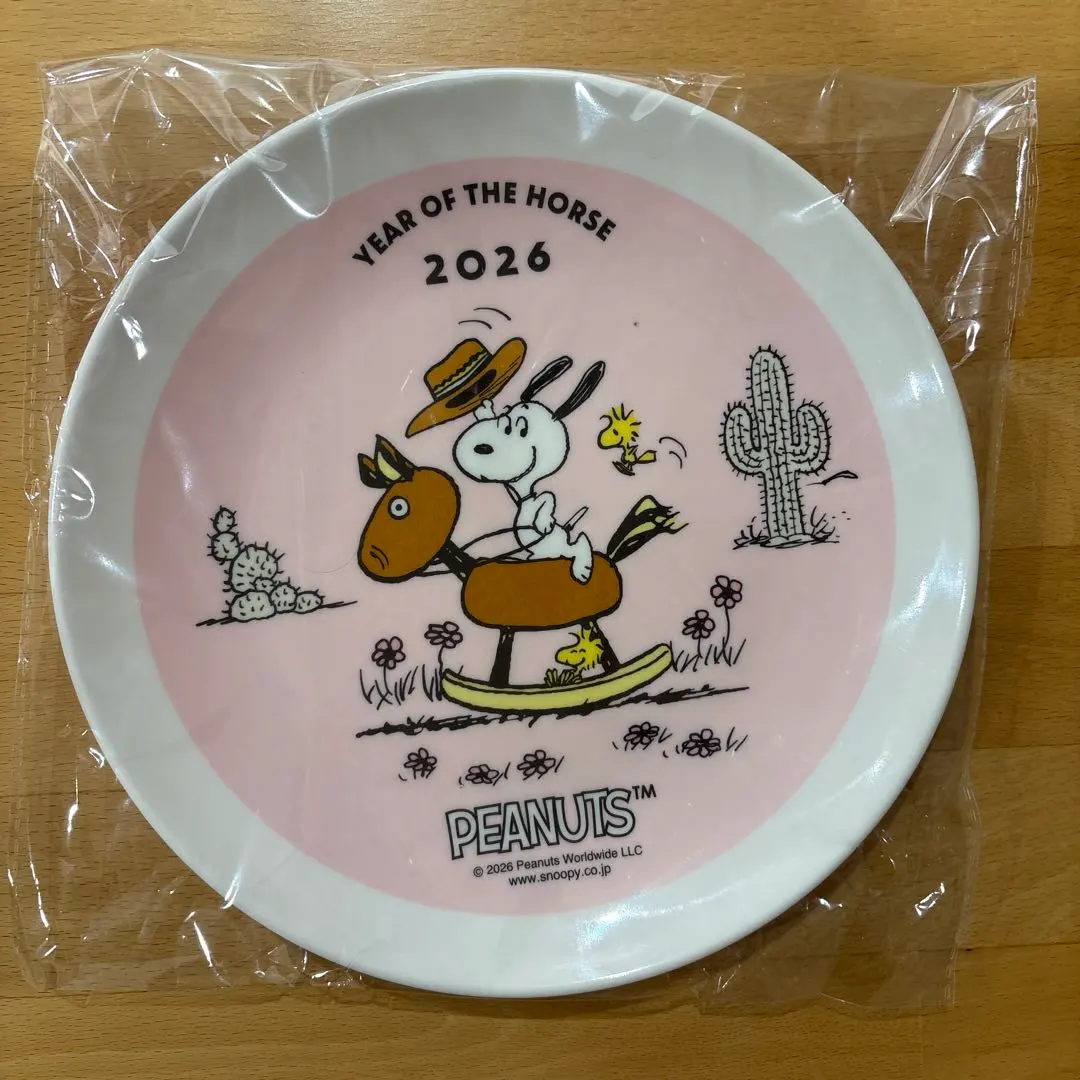 YEAR OF THE HORSE
2026
PEANUTS™
© 2026 Peanuts Worldwide LLC
www.snoopy.co.jp